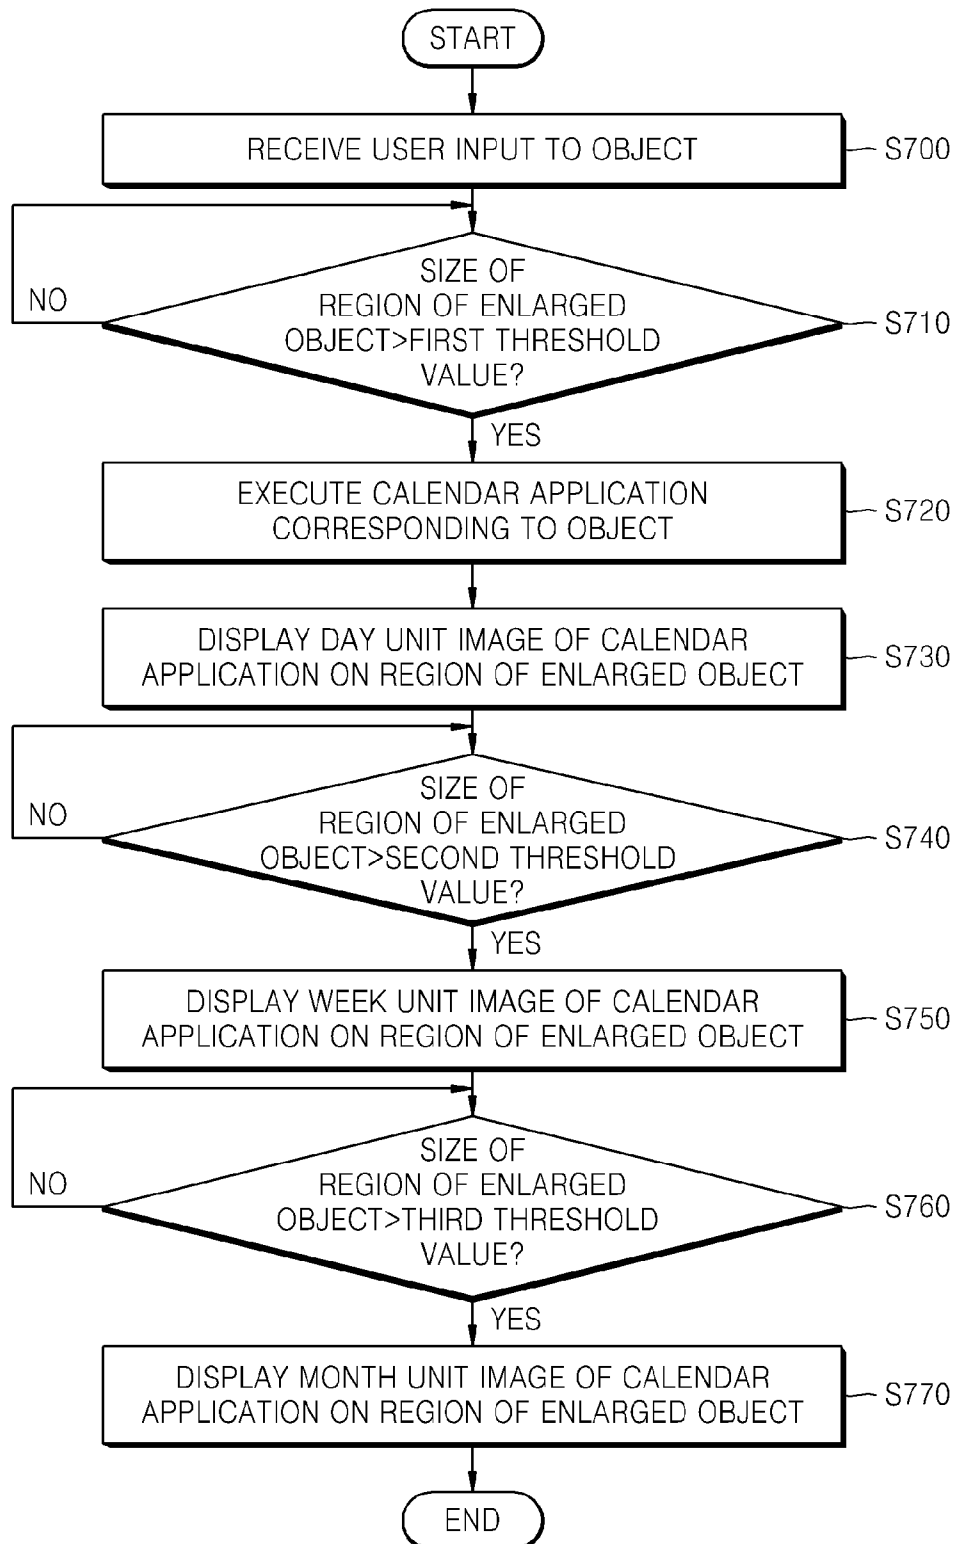 START
RECEIVE USER INPUT TO OBJECT
S700
SIZE OF
REGION OF ENLARGED
OBJECT>FIRST THRESHOLD
VALUE?
S710
NO
YES
EXECUTE CALENDAR APPLICATION
CORRESPONDING TO OBJECT
S720
DISPLAY DAY UNIT IMAGE OF CALENDAR
APPLICATION ON REGION OF ENLARGED OBJECT
S730
SIZE OF
REGION OF ENLARGED
OBJECT>SECOND THRESHOLD
VALUE?
S740
NO
YES
DISPLAY WEEK UNIT IMAGE OF CALENDAR
APPLICATION ON REGION OF ENLARGED OBJECT
S750
SIZE OF
REGION OF ENLARGED
OBJECT>THIRD THRESHOLD
VALUE?
S760
NO
YES
DISPLAY MONTH UNIT IMAGE OF CALENDAR
APPLICATION ON REGION OF ENLARGED OBJECT
S770
END